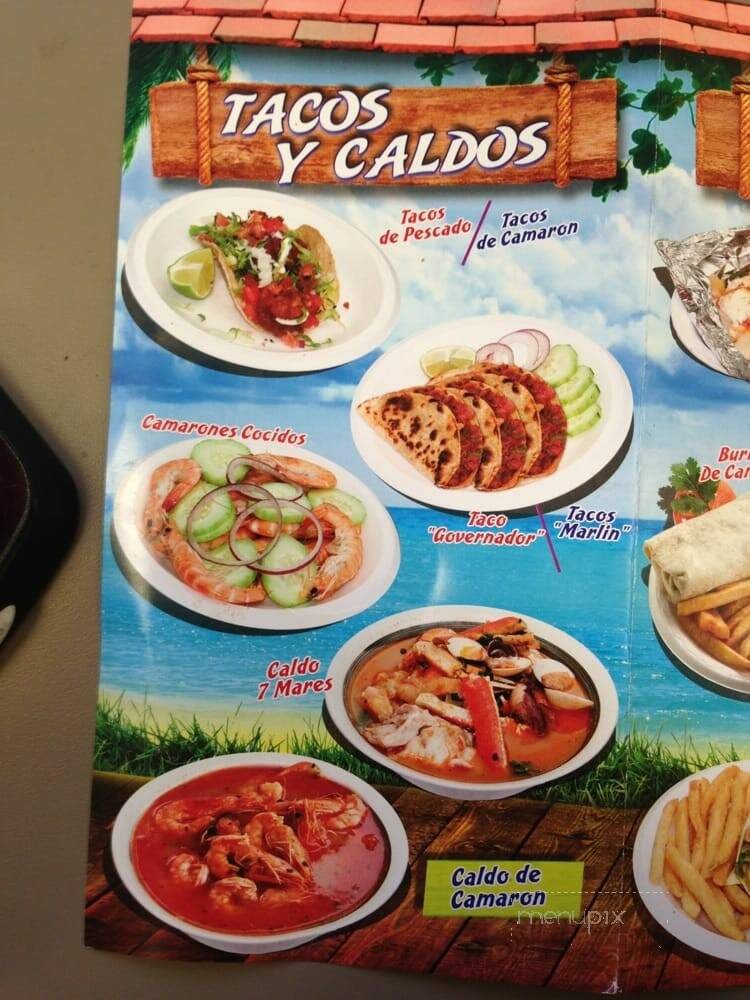 TACOS
Y CALDOS
Tacos
de Pescado
Tacos
de Camaron
Camarones Cocidos
Taco
"Governador"
Tacos
"Marlin"
Caldo
7 Mares
Caldo de
Camaron
menupix